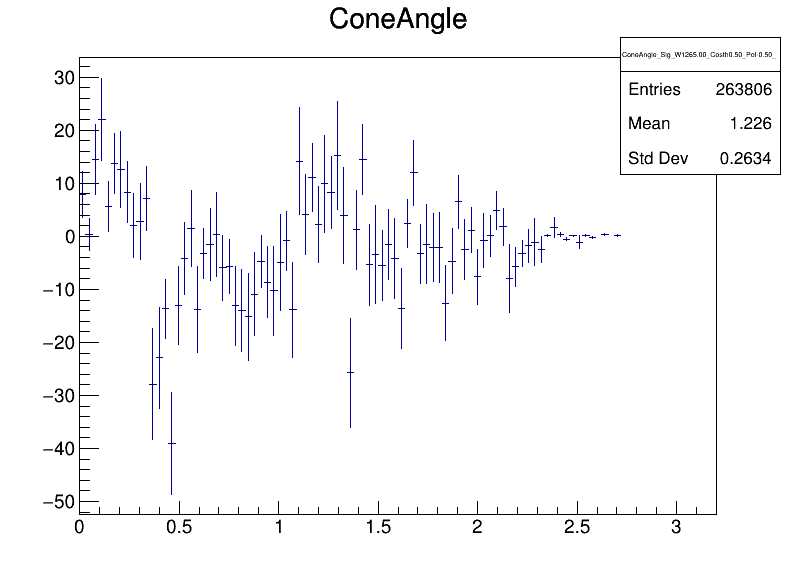 ConeAngle
ConeAngle_Sig_W1265.00_Costh0.50_Pol-0.50_
Entries 263806
Mean 1.226
Std Dev 0.2634
30
20
10
0
−10
−20
−30
−40
−50
0 0.5 1 1.5 2 2.5 3